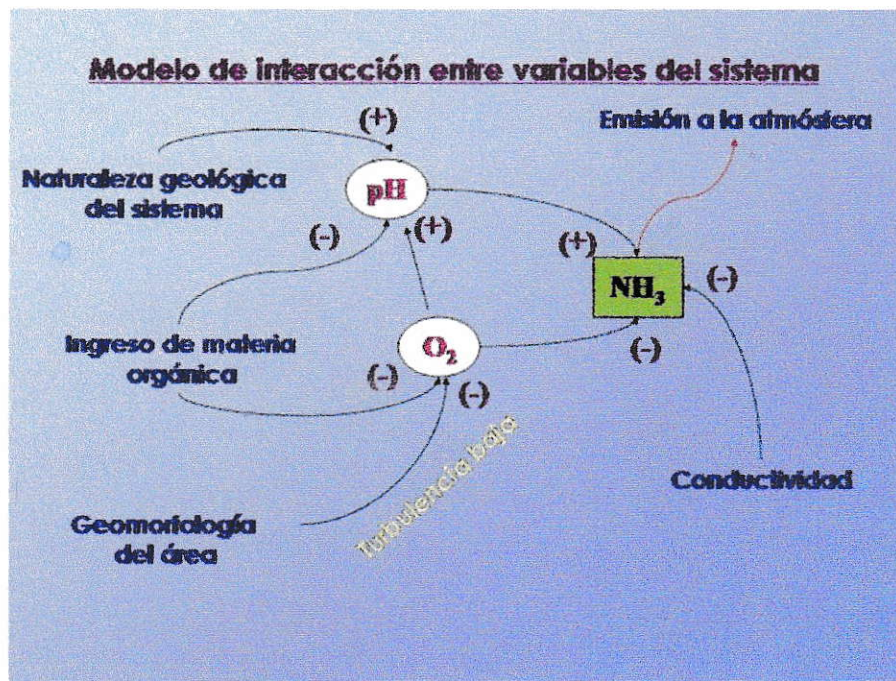 Modelo de interacción entre variables del sistema
(+)
Emisión a la atmósfera
Naturaleza geológica
del sistema
pH
(-)
(+)
(+)
NH₃
(-)
Ingreso de materia
orgánica
O₂
(-)
(-)
(-)
Turbulencia baja
Conductividad
Geomorfología
del área